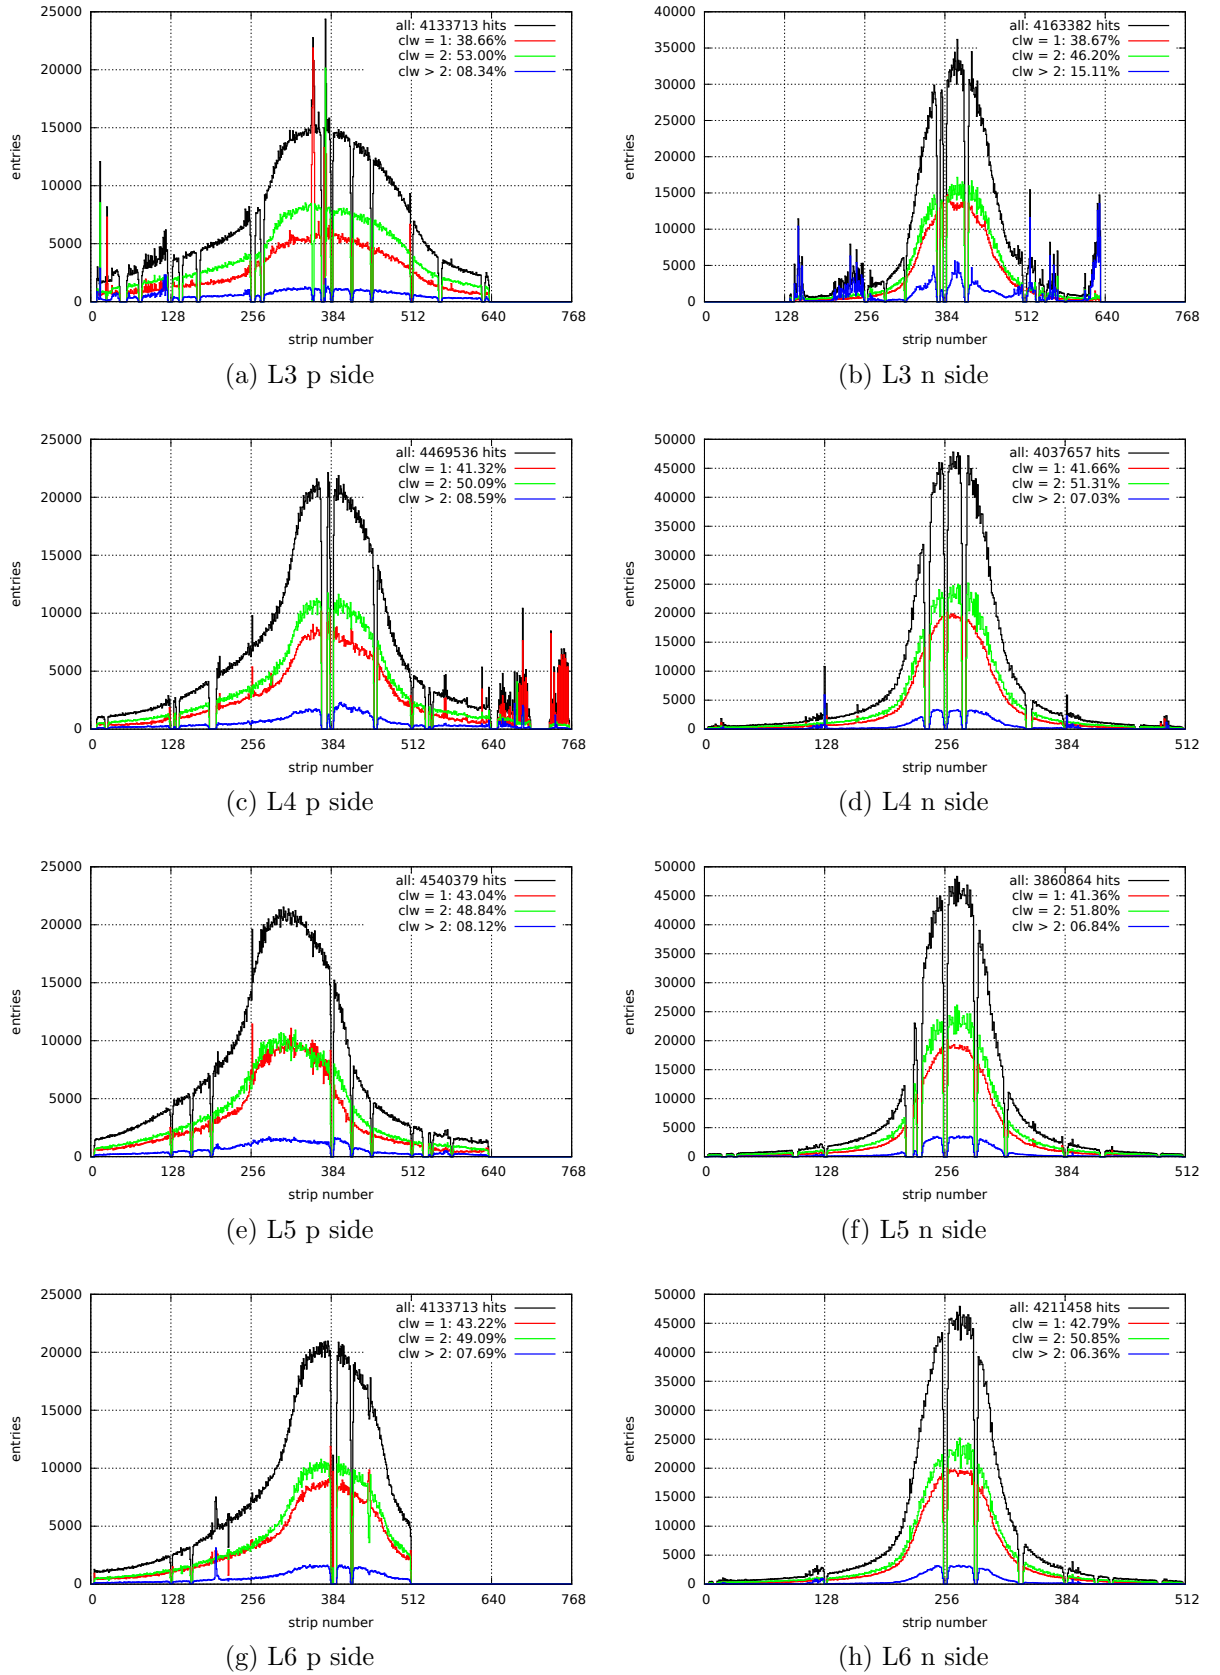 all: 4133713 hits
clw = 1: 38.66%
clw = 2: 53.00%
clw > 2: 08.34%
25000
20000
15000
10000
5000
0
entries
0 128 256 384 512 640 768
strip number
(a) L3 p side
all: 4163382 hits
clw = 1: 38.67%
clw = 2: 46.20%
clw > 2: 15.11%
40000
35000
30000
25000
20000
15000
10000
5000
0
entries
0 128 256 384 512 640 768
strip number
(b) L3 n side
all: 4469536 hits
clw = 1: 41.32%
clw = 2: 50.09%
clw > 2: 08.59%
25000
20000
15000
10000
5000
0
entries
0 128 256 384 512 640 768
strip number
(c) L4 p side
all: 4037657 hits
clw = 1: 41.66%
clw = 2: 51.31%
clw > 2: 07.03%
50000
45000
40000
35000
30000
25000
20000
15000
10000
5000
0
entries
0 128 256 384 512
strip number
(d) L4 n side
all: 4540379 hits
clw = 1: 43.04%
clw = 2: 48.84%
clw > 2: 08.12%
25000
20000
15000
10000
5000
0
entries
0 128 256 384 512 640 768
strip number
(e) L5 p side
all: 3860864 hits
clw = 1: 41.36%
clw = 2: 51.80%
clw > 2: 06.84%
50000
45000
40000
35000
30000
25000
20000
15000
10000
5000
0
entries
0 128 256 384 512
strip number
(f) L5 n side
all: 4133713 hits
clw = 1: 43.22%
clw = 2: 49.09%
clw > 2: 07.69%
25000
20000
15000
10000
5000
0
entries
0 128 256 384 512 640 768
strip number
(g) L6 p side
all: 4211458 hits
clw = 1: 42.79%
clw = 2: 50.85%
clw > 2: 06.36%
50000
45000
40000
35000
30000
25000
20000
15000
10000
5000
0
entries
0 128 256 384 512
strip number
(h) L6 n side